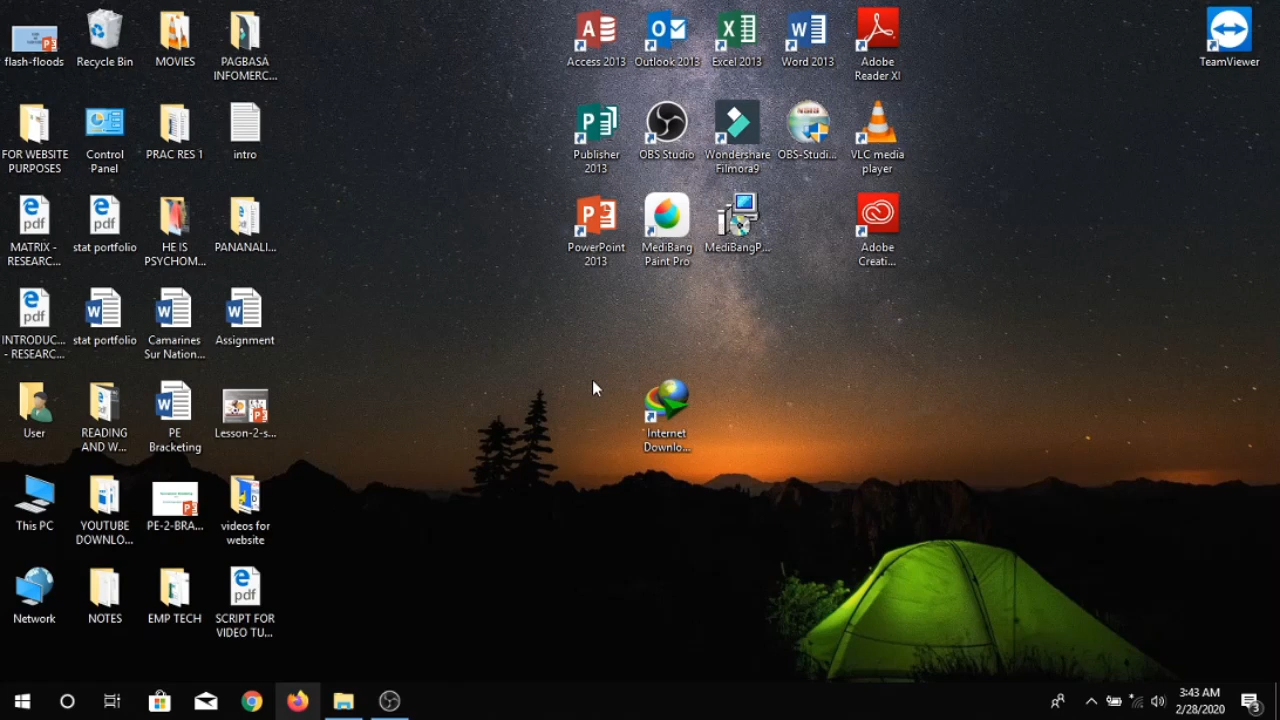 flash-floods
Recycle Bin
MOVIES
PAGBASA
INFOMERC...
Access 2013
Outlook 2013
Excel 2013
Word 2013
Adobe
Reader XI
TeamViewer
FOR WEBSITE
PURPOSES
Control
Panel
PRAC RES 1
intro
Publisher
2013
OBS Studio
Wondershare
Filmora9
OBS-Studi...
VLC media
player
MATRIX -
RESEARC...
stat portfolio
HE IS
PSYCHOM...
PANANALI...
PowerPoint
2013
MediBang
Paint Pro
MediBangP...
Adobe
Creati...
INTRODUC...
- RESEARC...
stat portfolio
Camarines
Sur Nation...
Assignment
User
READING
AND W...
PE
Bracketing
Lesson-2-s...
Internet
Downlo...
This PC
YOUTUBE
DOWNLO...
PE-2-BRA...
videos for
website
Network
NOTES
EMP TECH
SCRIPT FOR
VIDEO TU...
3:43 AM
2/28/2020
3